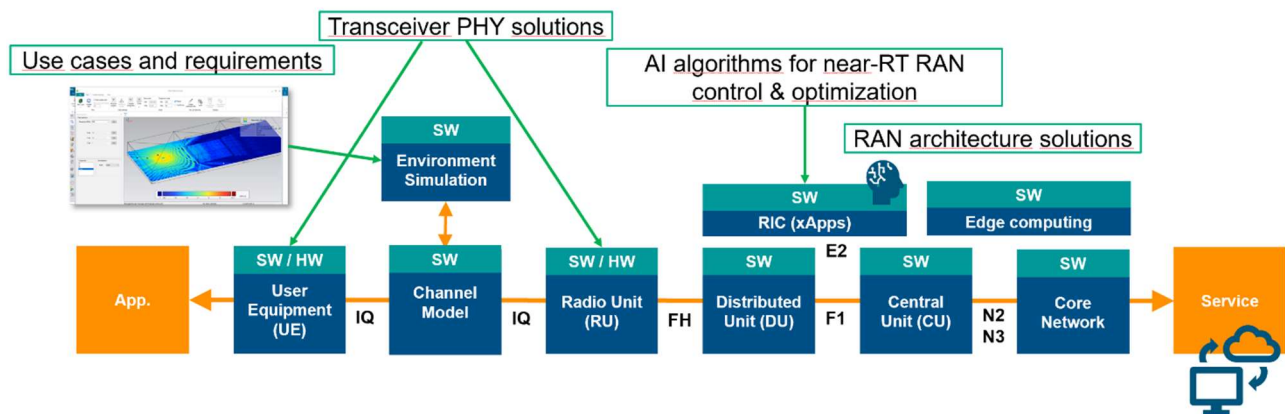 Transceiver PHY solutions
Use cases and requirements
AI algorithms for near-RT RAN
control & optimization
RAN architecture solutions
SW
Environment
Simulation
SW
RIC (xApps)
SW
Edge computing
E2
App.
SW / HW
User
Equipment
(UE)
IQ
SW
Channel
Model
IQ
SW / HW
Radio Unit
(RU)
FH
SW
Distributed
Unit (DU)
F1
SW
Central
Unit (CU)
N2
N3
SW
Core
Network
Service